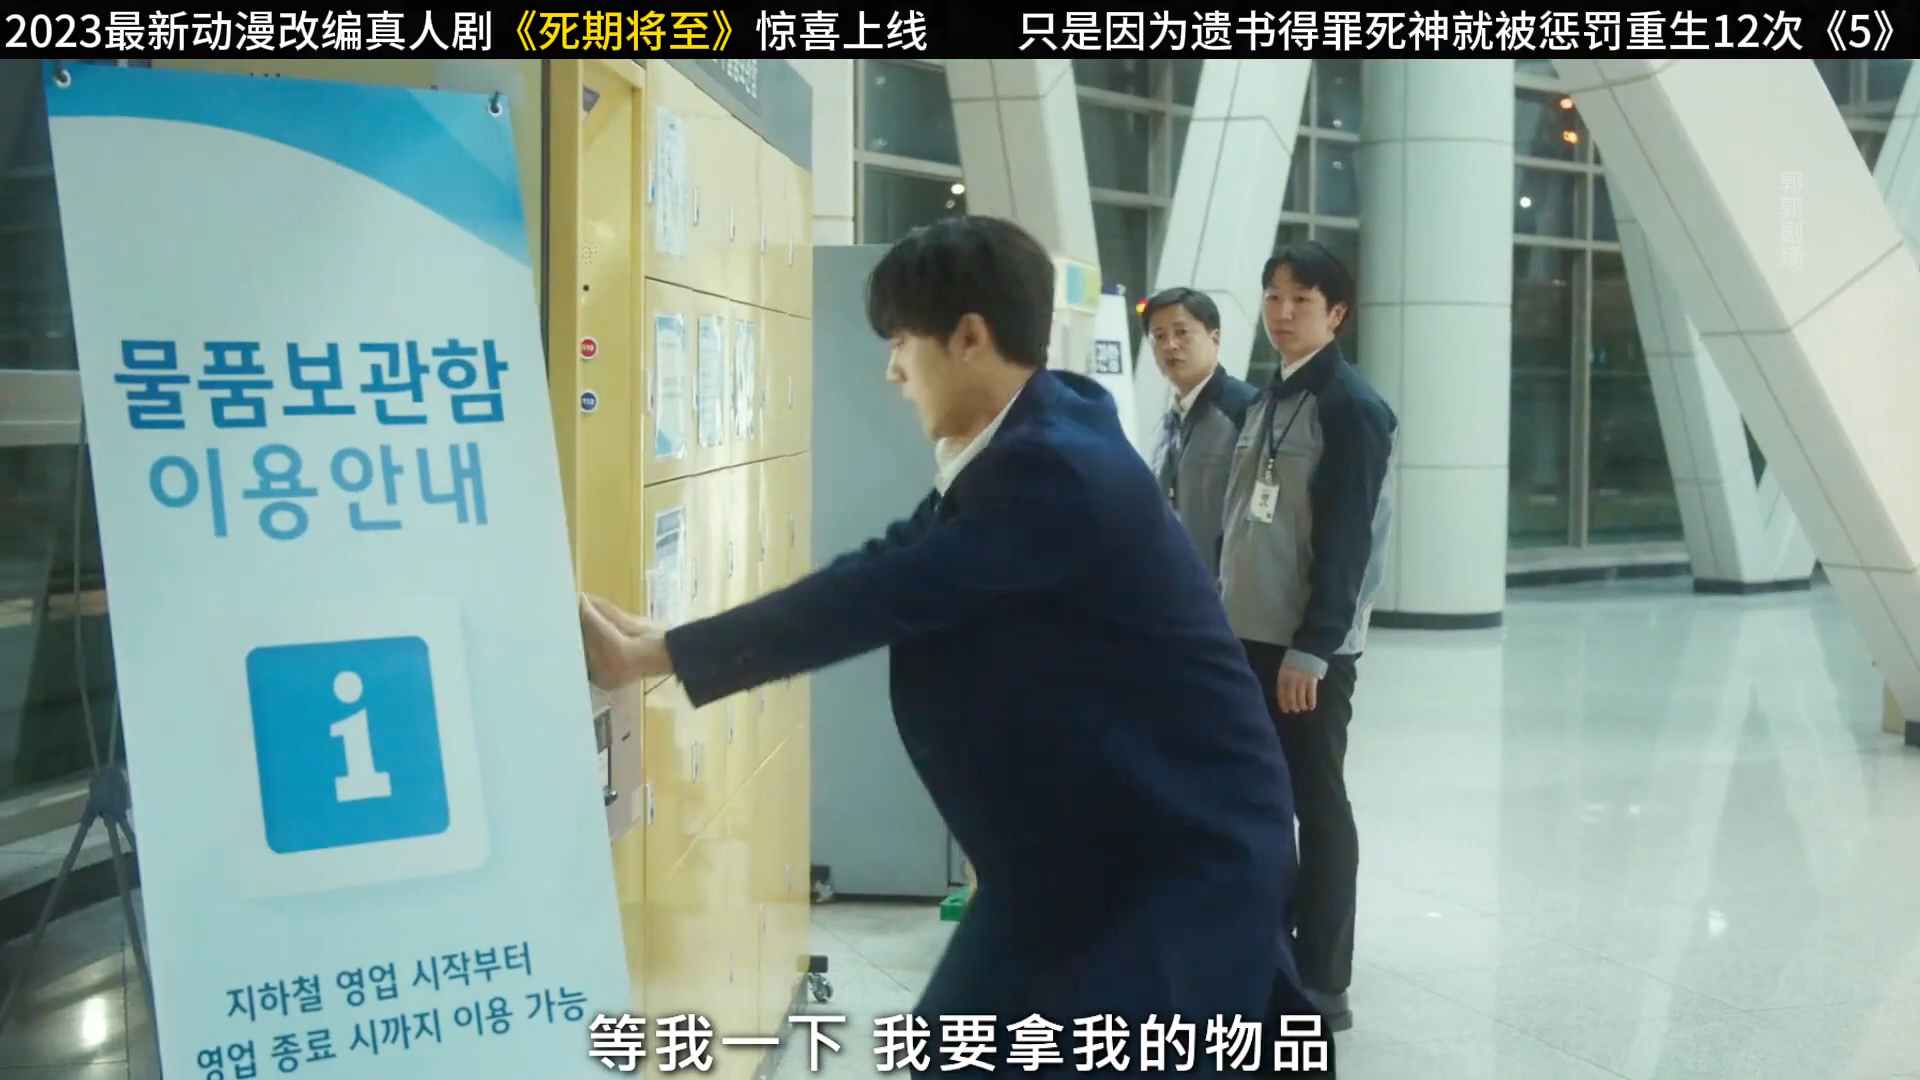 2023最新动漫改编真人剧《死期将至》惊喜上线
只是因为遗书得罪死神就被惩罚重生12次《5》
郭郭剧场
물품보관함
이용안내
i
지하철 영업 시작부터
영업 종료 시까지 이용 가능
等我一下 我要拿我的物品